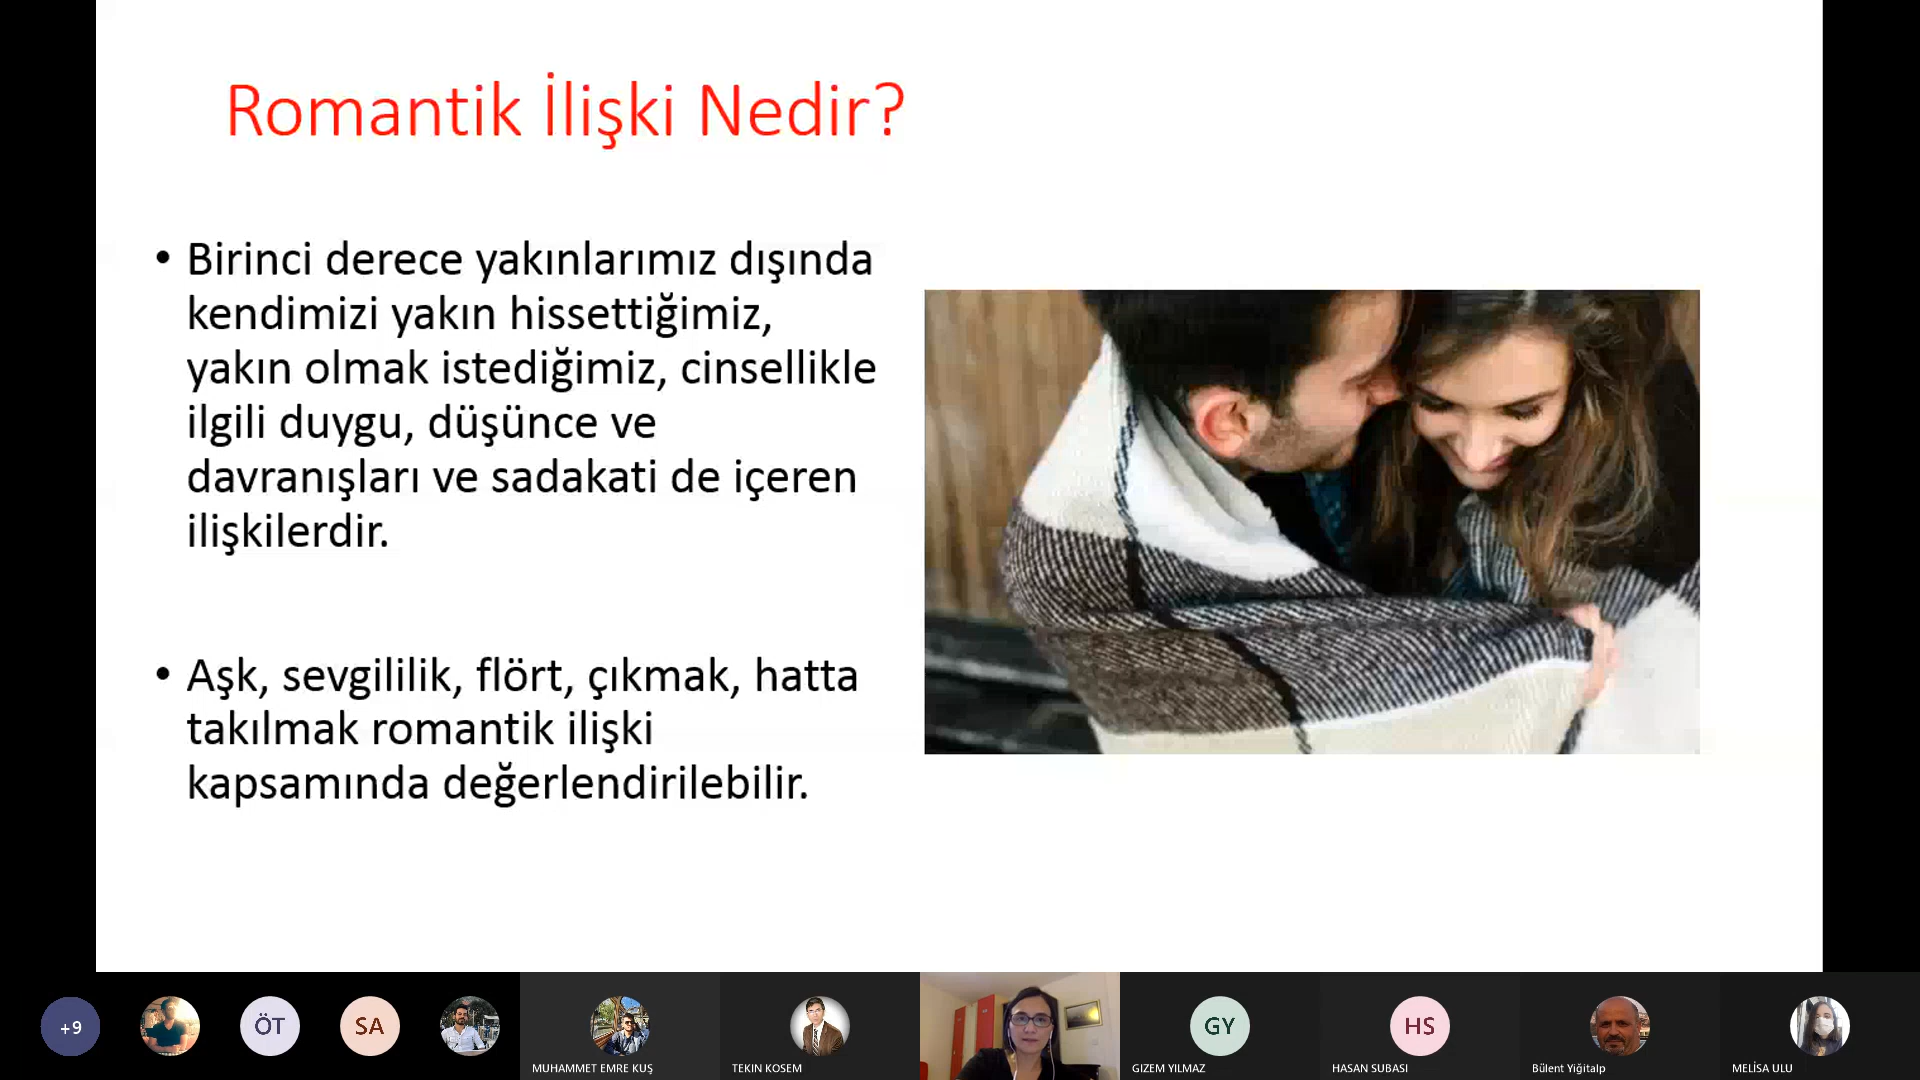 Romantik İlişki Nedir?
• Birinci derece yakınlarımız dışında
kendimizi yakın hissettiğimiz,
yakın olmak istediğimiz, cinsellikle
ilgili duygu, düşünce ve
davranışları ve sadakati de içeren
ilişkilerdir.
• Aşk, sevgililik, flört, çıkmak, hatta
takılmak romantik ilişki
kapsamında değerlendirilebilir.
+9
ÖT
SA
MUHAMMET EMRE KUŞ
TEKIN KOSEM
GY
GIZEM YILMAZ
HS
HASAN SUBASI
Bülent Yiğitalp
MELİSA ULU